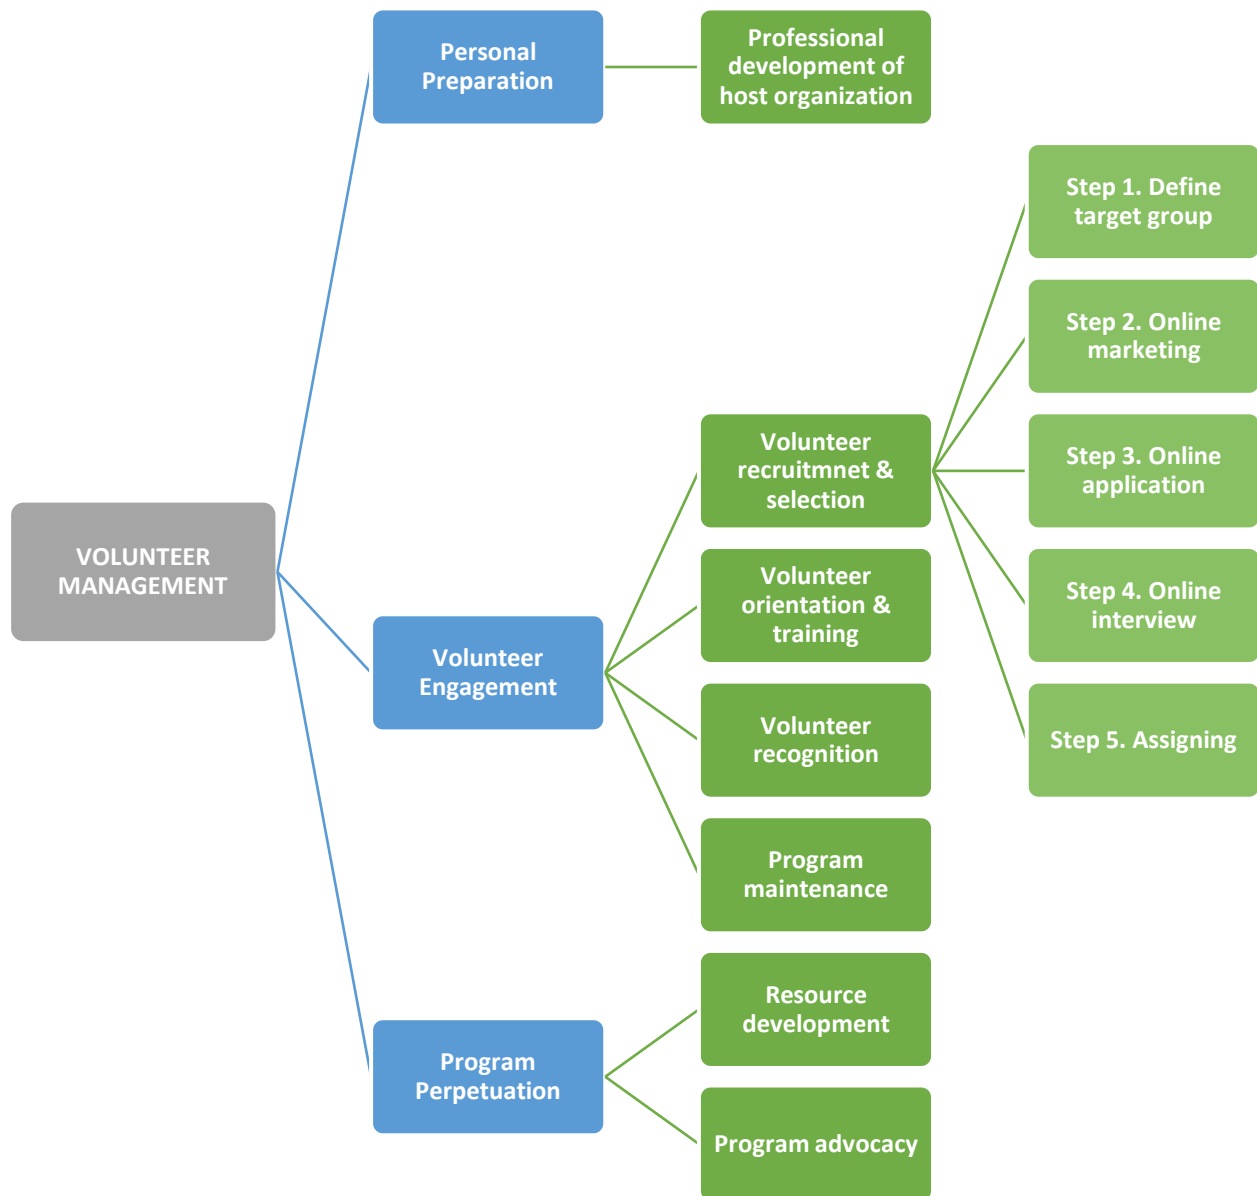 VOLUNTEER
MANAGEMENT
Personal
Preparation
Professional
development of
host organization
Volunteer
Engagement
Volunteer
recruitmnet &
selection
Step 1. Define
target group
Step 2. Online
marketing
Step 3. Online
application
Step 4. Online
interview
Step 5. Assigning
Volunteer
orientation &
training
Volunteer
recognition
Program
maintenance
Program
Perpetuation
Resource
development
Program advocacy